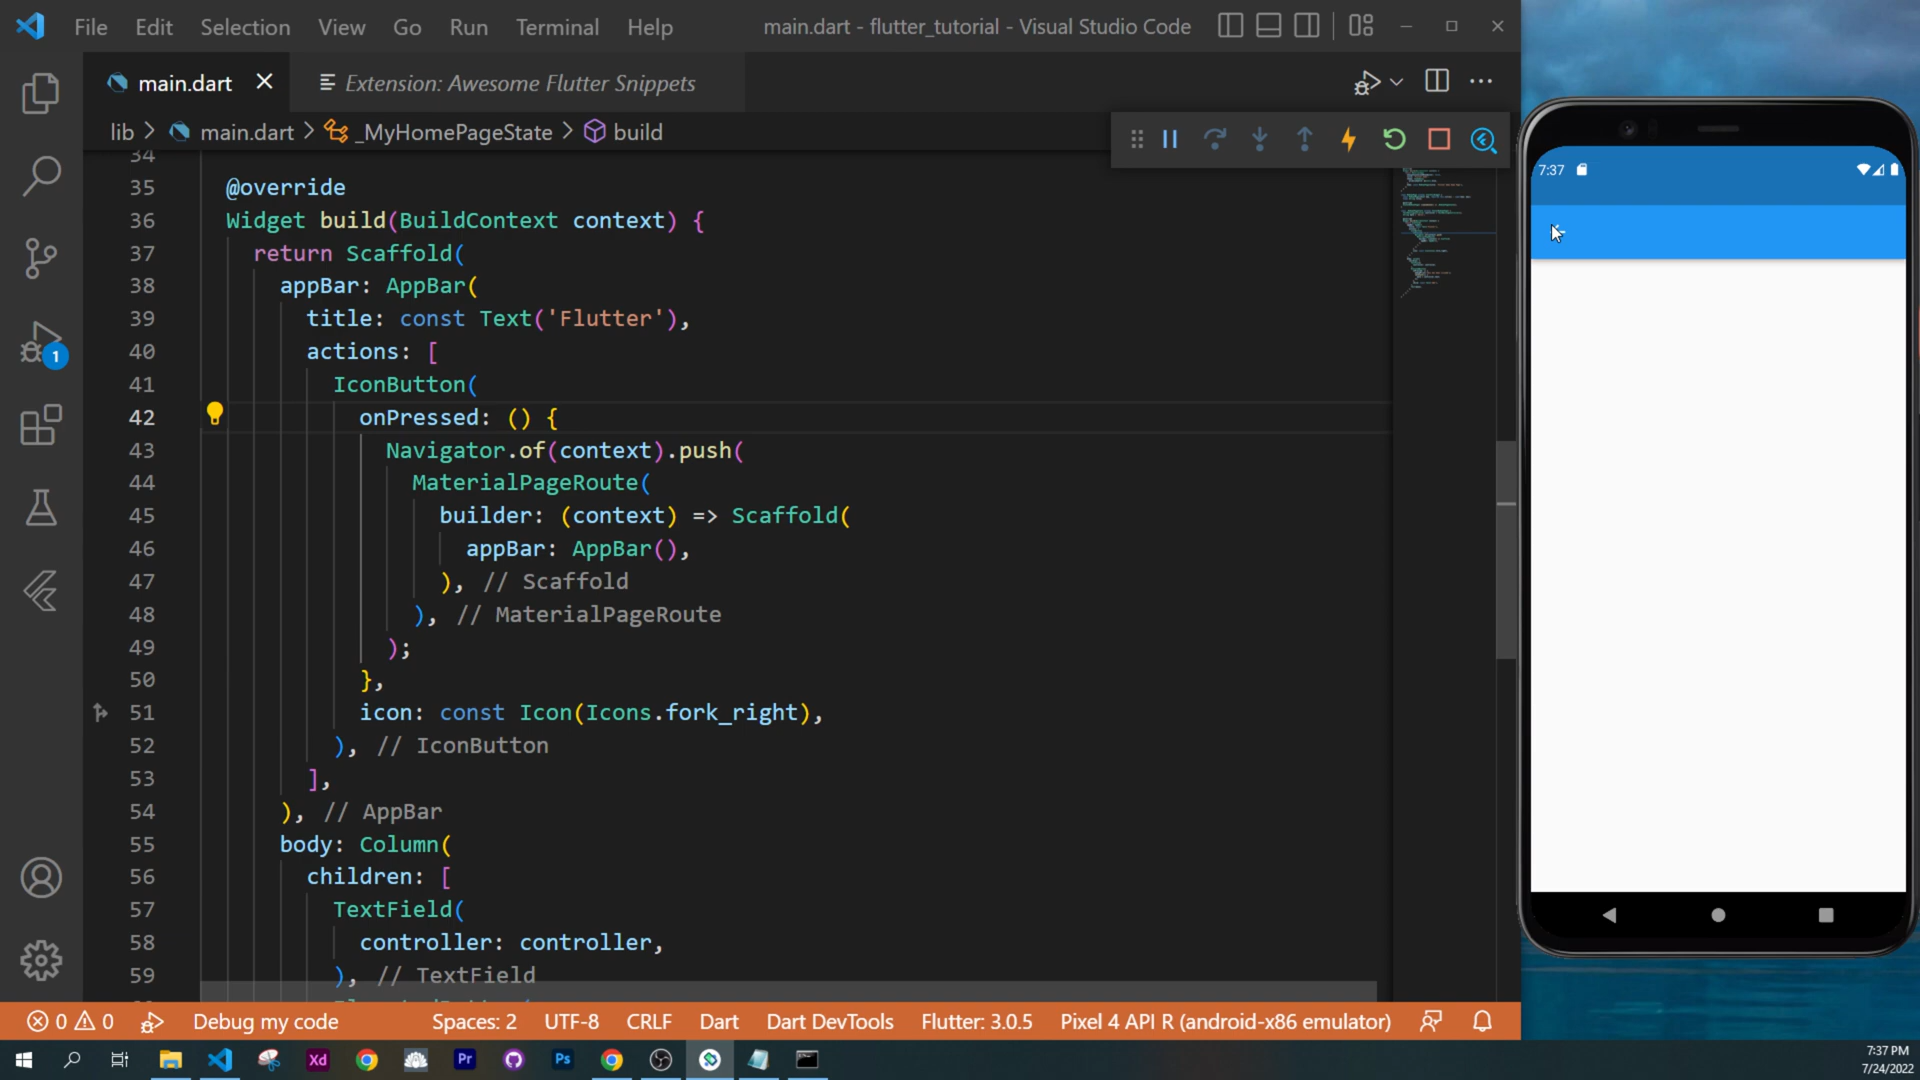 File Edit Selection View Go Run Terminal Help
main.dart - flutter_tutorial - Visual Studio Code
main.dart
Extension: Awesome Flutter Snippets
lib > main.dart > _MyHomePageState > build
34
35 @override
36 Widget build(BuildContext context) {
37 return Scaffold(
38 appBar: AppBar(
39 title: const Text('Flutter'),
40 actions: [
41 IconButton(
42 onPressed: () {
43 Navigator.of(context).push(
44 MaterialPageRoute(
45 builder: (context) => Scaffold(
46 appBar: AppBar(),
47 ), // Scaffold
48 ), // MaterialPageRoute
49 );
50 },
51 icon: const Icon(Icons.fork_right),
52 ), // IconButton
53 ],
54 ), // AppBar
55 body: Column(
56 children: [
57 TextField(
58 controller: controller,
59 ), // TextField
7:37
1
0 0 Debug my code Spaces: 2 UTF-8 CRLF Dart Dart DevTools Flutter: 3.0.5 Pixel 4 API R (android-x86 emulator)
Xd Pr Ps
7:37 PM
7/24/2022